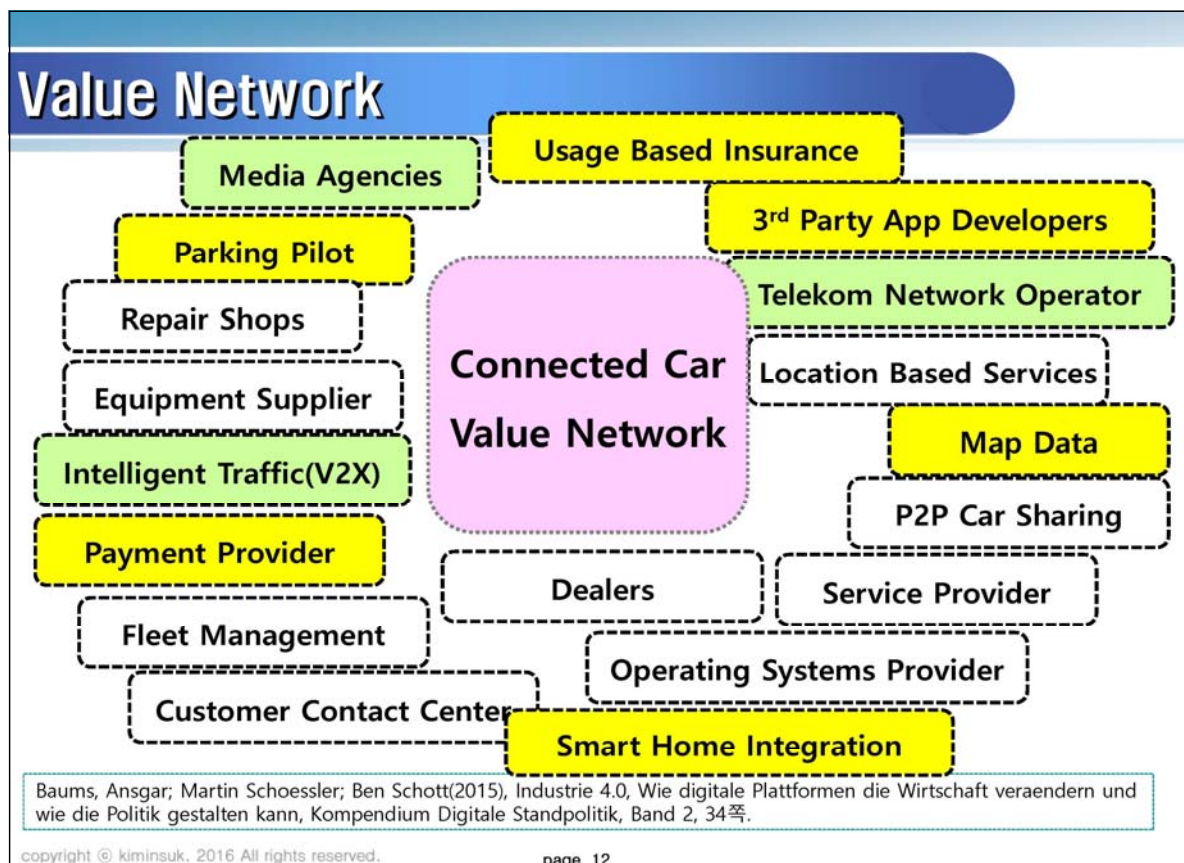 Value Network
Usage Based Insurance
Media Agencies
3rd Party App Developers
Parking Pilot
Telekom Network Operator
Repair Shops
Connected Car
Value Network
Location Based Services
Equipment Supplier
Map Data
Intelligent Traffic(V2X)
P2P Car Sharing
Payment Provider
Dealers
Service Provider
Fleet Management
Operating Systems Provider
Customer Contact Center
Smart Home Integration
Baums, Ansgar; Martin Schoessler; Ben Schott(2015), Industrie 4.0, Wie digitale Plattformen die Wirtschaft veraendern und
wie die Politik gestalten kann, Kompendium Digitale Standpolitik, Band 2, 34쪽.
copyright ⓒ kiminsuk. 2016 All rights reserved.
page 12